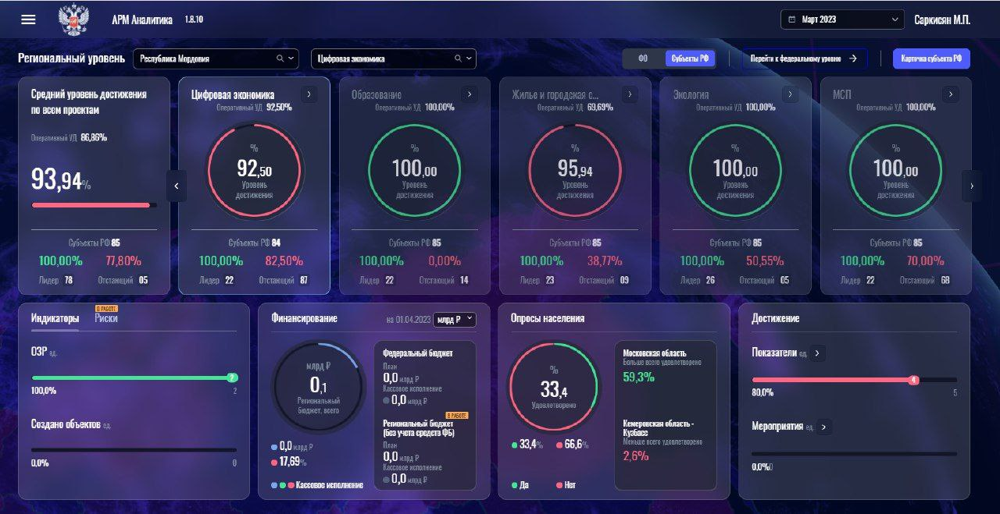 АРМ Аналитика 1.8.10
Март 2023
Саркисян М.П.
Региональный уровень
Республика Мордовия
Цифровая экономика
ФО
Субъекты РФ
Перейти к федеральному уровню →
Карточка субъекта РФ
Средний уровень достижения
по всем проектам
Оперативный УД 86,86%
93,94%
Субъекты РФ 85
100,00% 77,80%
Лидер 78 Отстающий 05
Цифровая экономика
Оперативный УД 92,50%
%
92,50
Уровень
достижения
Субъекты РФ 84
100,00% 82,50%
Лидер 22 Отстающий 87
Образование
Оперативный УД 100,00%
%
100,00
Уровень
достижения
Субъекты РФ 85
100,00% 0,00%
Лидер 22 Отстающий 14
Жилье и городская с...
Оперативный УД 69,69%
%
95,94
Уровень
достижения
Субъекты РФ 85
100,00% 38,77%
Лидер 23 Отстающий 09
Экология
Оперативный УД 100,00%
%
100,00
Уровень
достижения
Субъекты РФ 85
100,00% 50,55%
Лидер 26 Отстающий 05
МСП
Оперативный УД 100,00%
%
100,00
Уровень
достижения
Субъекты РФ 85
100,00% 70,00%
Лидер 22 Отстающий 68
В РАБОТЕ
Индикаторы Риски
ОЗР ед.
2
100,0% 2
Создано объектов ед.
0,0% 0
Финансирование
на 01.04.2023 млрд ₽
млрд ₽
0,1
Региональный
бюджет, всего
0,0 млрд ₽
17,69%
Кассовое исполнение
Федеральный бюджет
План
0,0 млрд ₽
Кассовое исполнение
0,0 млрд ₽
В РАБОТЕ
Региональный бюджет
(без учета средств ФБ)
План
0,0 млрд ₽
Кассовое исполнение
0,0 млрд ₽
Опросы населения
%
33,4
Удовлетворено
33,4% 66,6%
Да Нет
Московская область
Больше всего удовлетворено
59,3%
Кемеровская область -
Кузбасс
Меньше всего удовлетворено
2,6%
Достижение
Показатели ед.
4
80,0% 5
Мероприятия ед.
0,0% 0